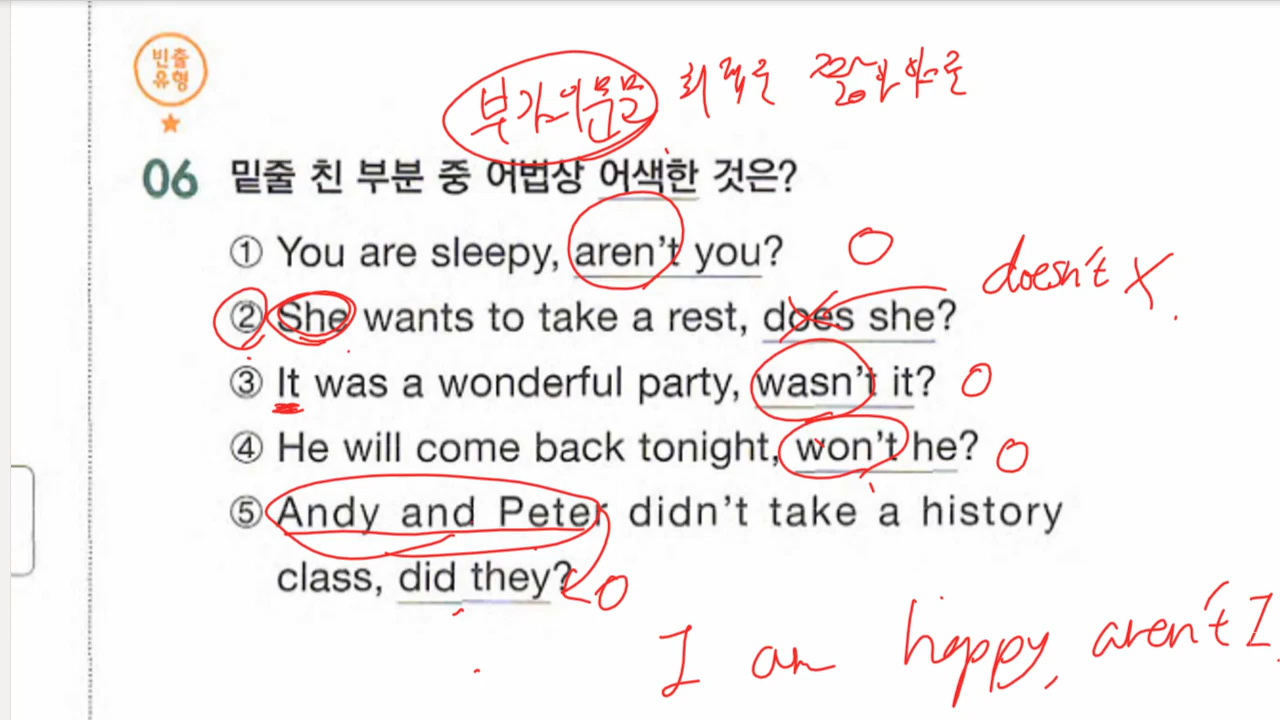 빈출
유형
부가의문문
06 밑줄 친 부분 중 어법상 어색한 것은?
① You are sleepy, aren't you? O
② She wants to take a rest, does she? doesn't X
③ It was a wonderful party, wasn't it? O
④ He will come back tonight, won't he? O
⑤ Andy and Peter didn't take a history
class, did they? O
I am happy, aren't I